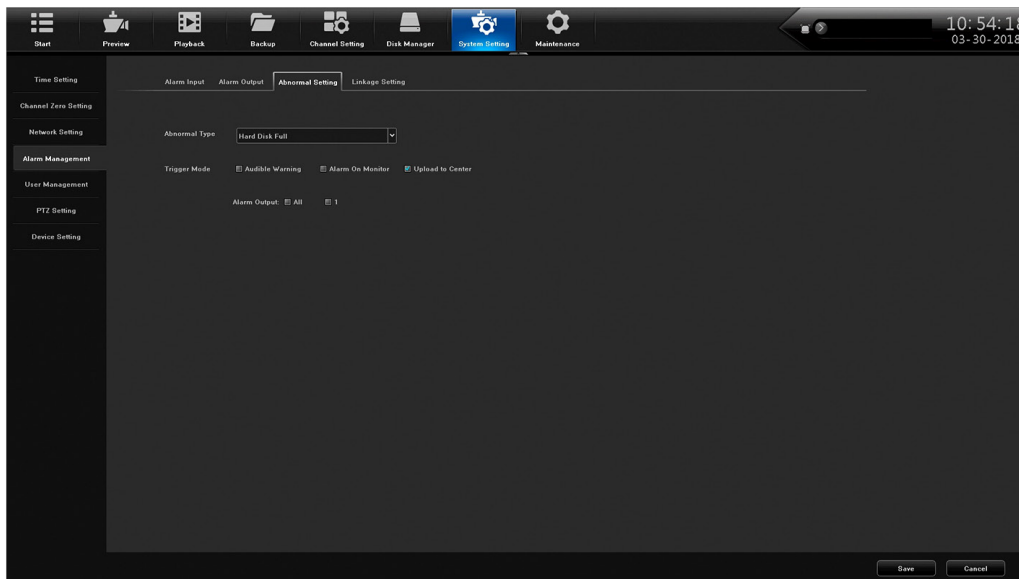 Start Preview Playback Backup Channel Setting Disk Manager System Setting Maintenance
10:54:18
03-30-2018
Time Setting
Channel Zero Setting
Network Setting
Alarm Management
User Management
PTZ Setting
Device Setting
Alarm Input Alarm Output Abnormal Setting Linkage Setting
Abnormal Type Hard Disk Full
Trigger Mode Audible Warning Alarm On Monitor Upload to Center
Alarm Output: All 1
Save Cancel